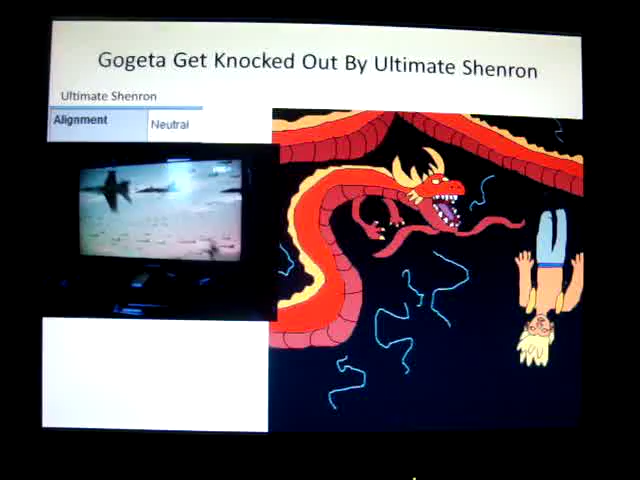 Gogeta Get Knocked Out By Ultimate Shenron
Ultimate Shenron
Alignment
Neutral